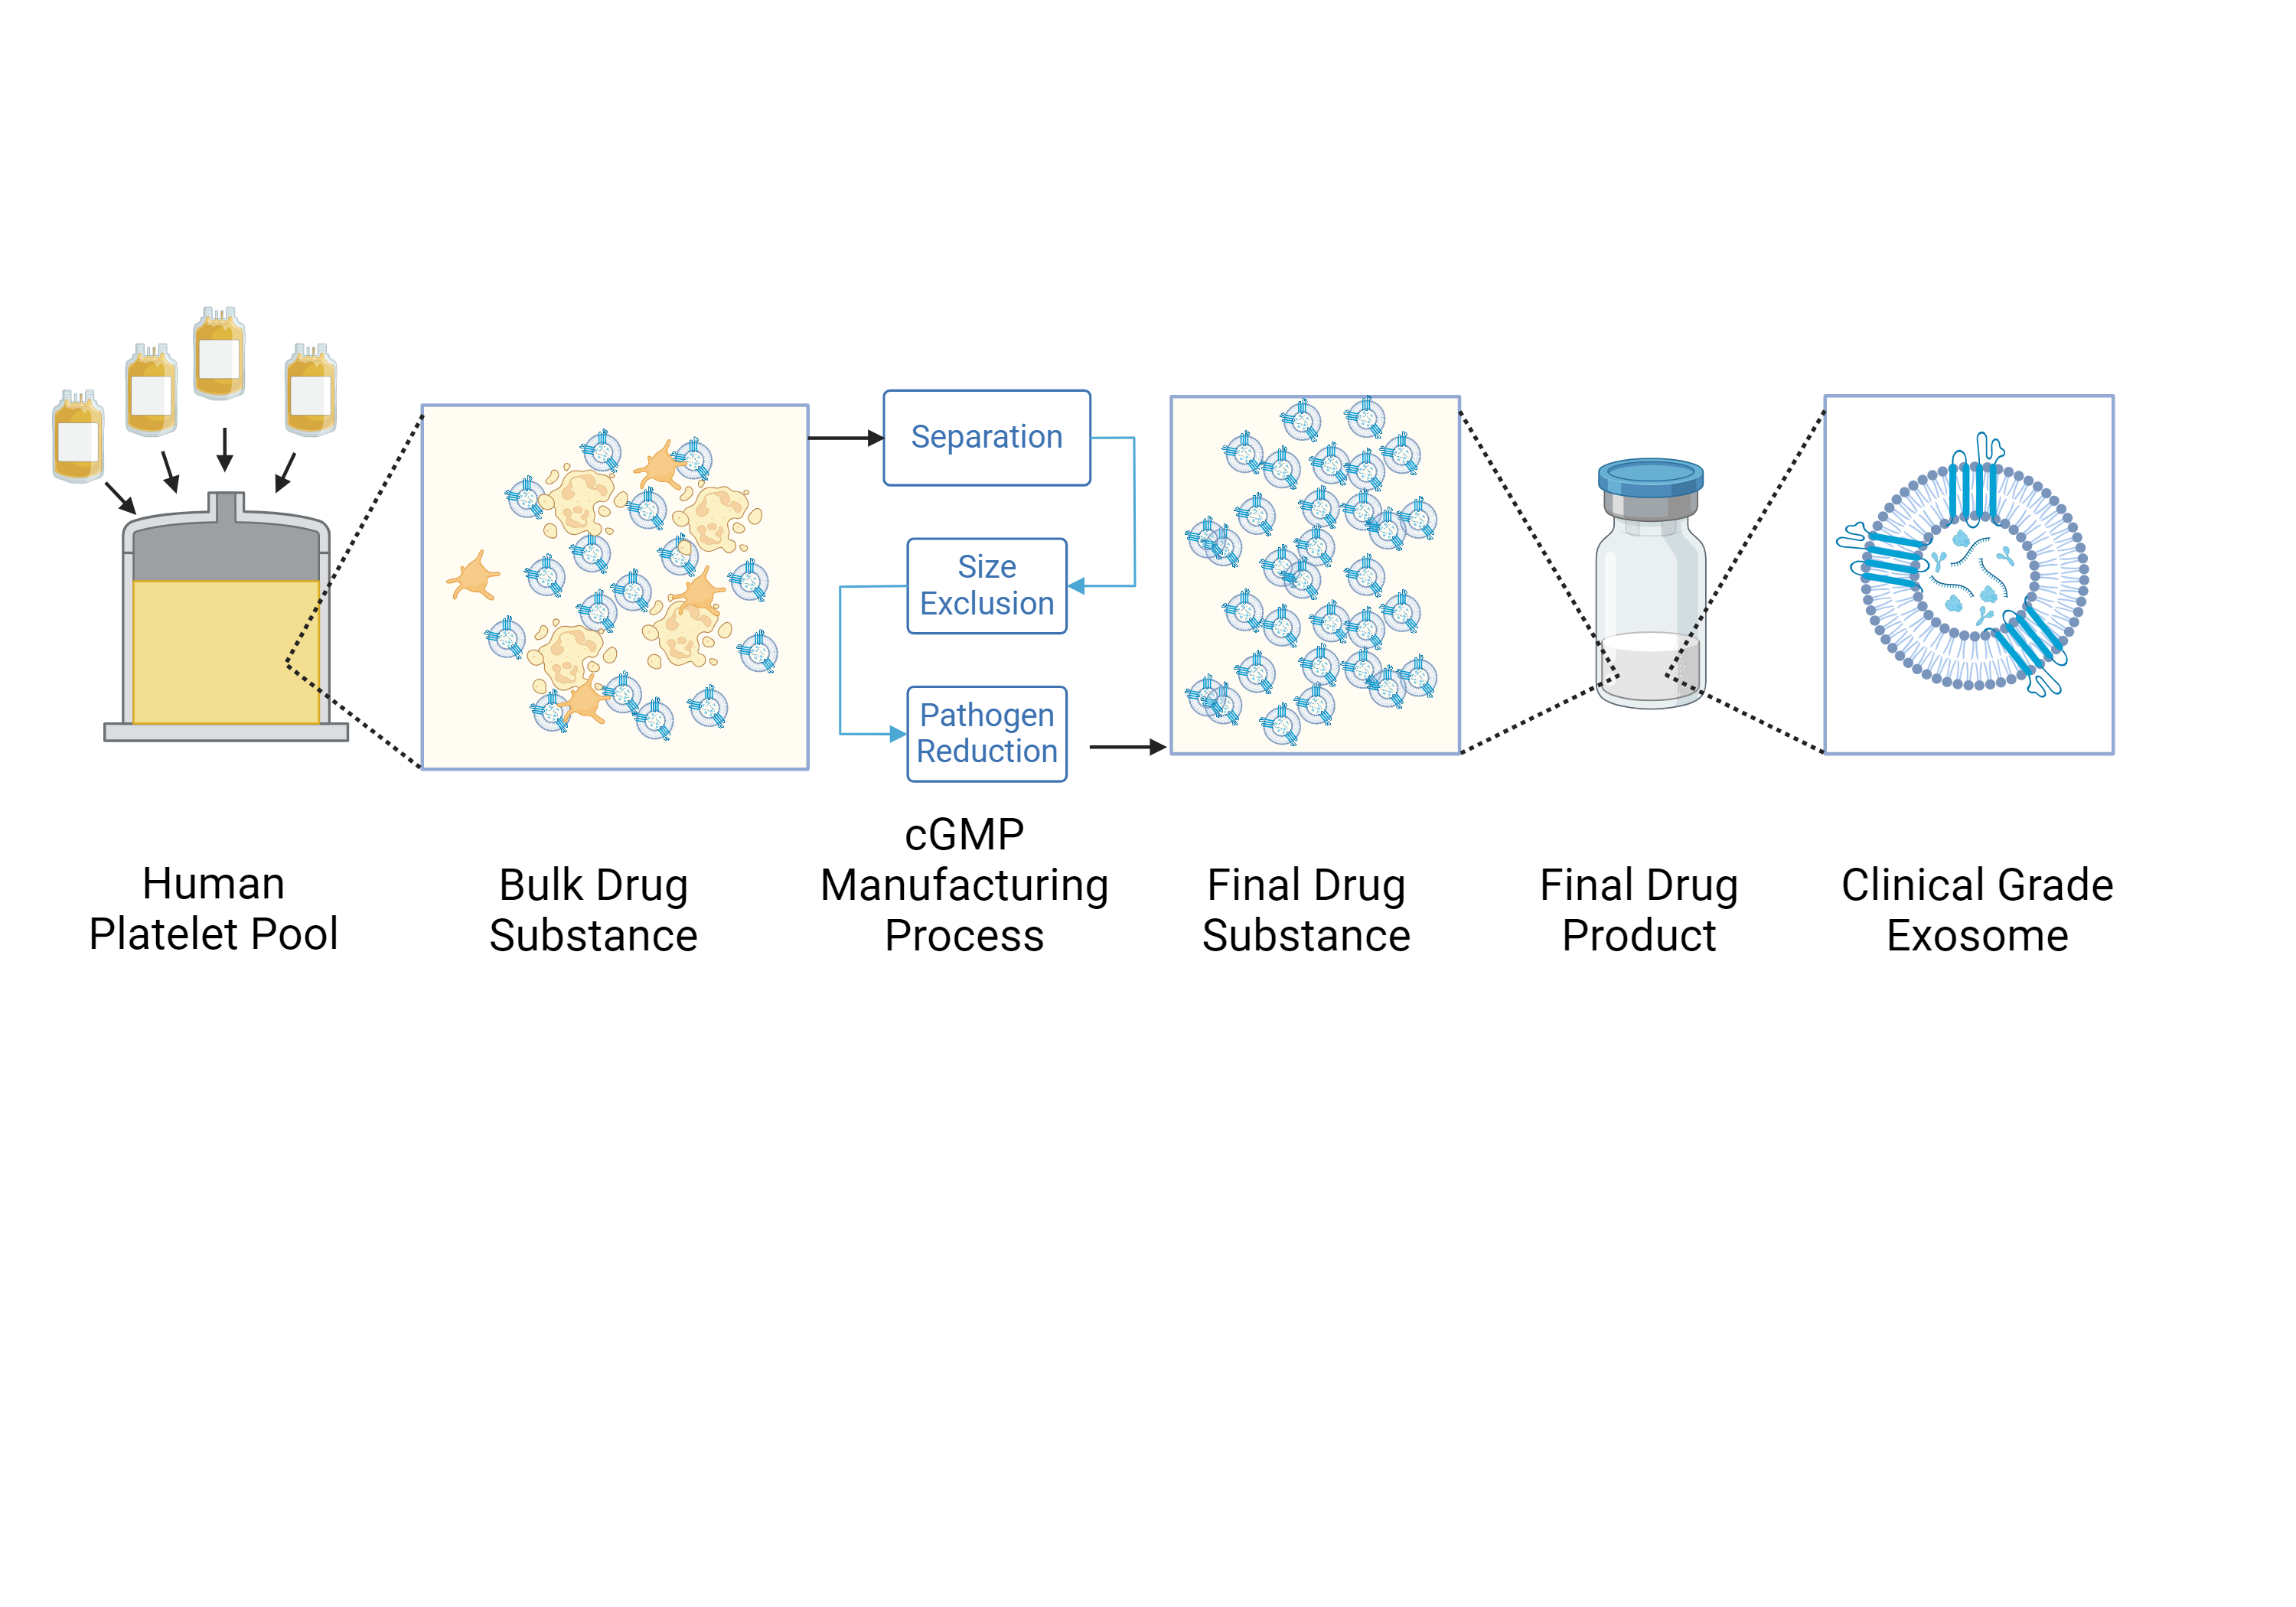 Separation
Size
Exclusion
Pathogen
Reduction
Human
Platelet Pool
Bulk Drug
Substance
cGMP
Manufacturing
Process
Final Drug
Substance
Final Drug
Product
Clinical Grade
Exosome